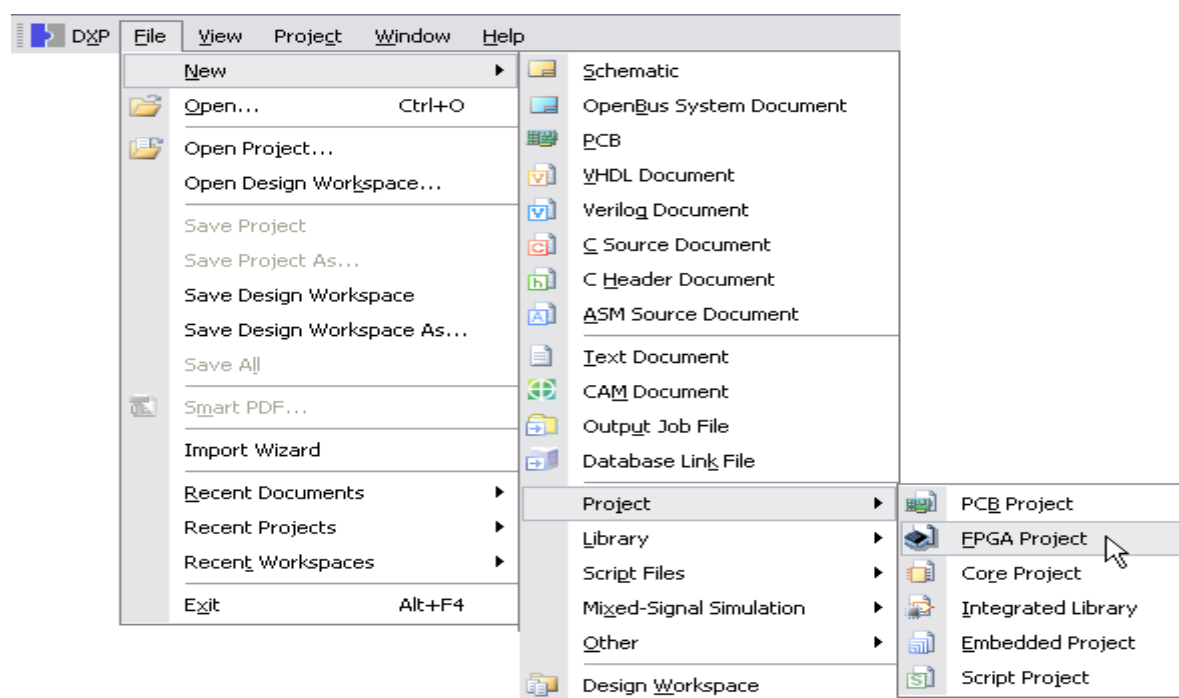 DXP File View Project Window Help
New
Open... Ctrl+O
Open Project...
Open Design Workspace...
Save Project
Save Project As...
Save Design Workspace
Save Design Workspace As...
Save All
Smart PDF...
Import Wizard
Recent Documents
Recent Projects
Recent Workspaces
Exit Alt+F4
Schematic
OpenBus System Document
PCB
VHDL Document
Verilog Document
C Source Document
C Header Document
ASM Source Document
Text Document
CAM Document
Output Job File
Database Link File
Project
Library
Script Files
Mixed-Signal Simulation
Other
Design Workspace
PCB Project
FPGA Project
Core Project
Integrated Library
Embedded Project
Script Project